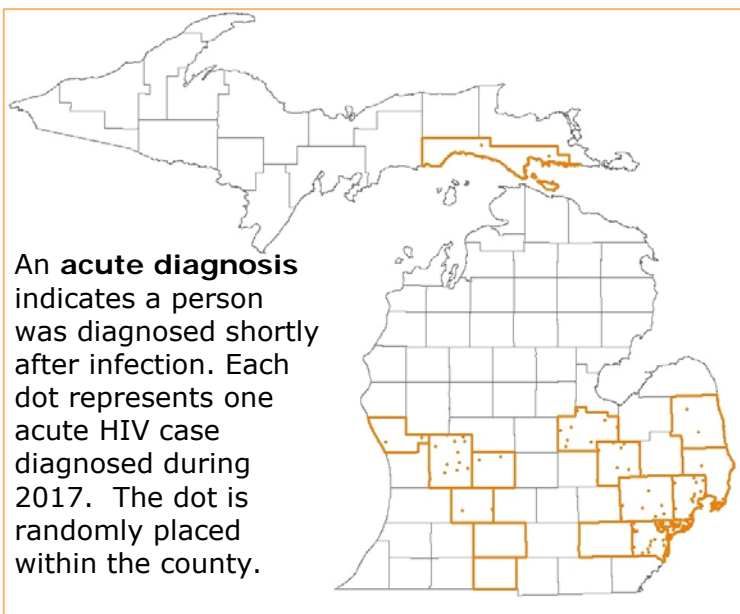 An acute diagnosis
indicates a person
was diagnosed shortly
after infection. Each
dot represents one
acute HIV case
diagnosed during
2017.  The dot is
randomly placed
within the county.